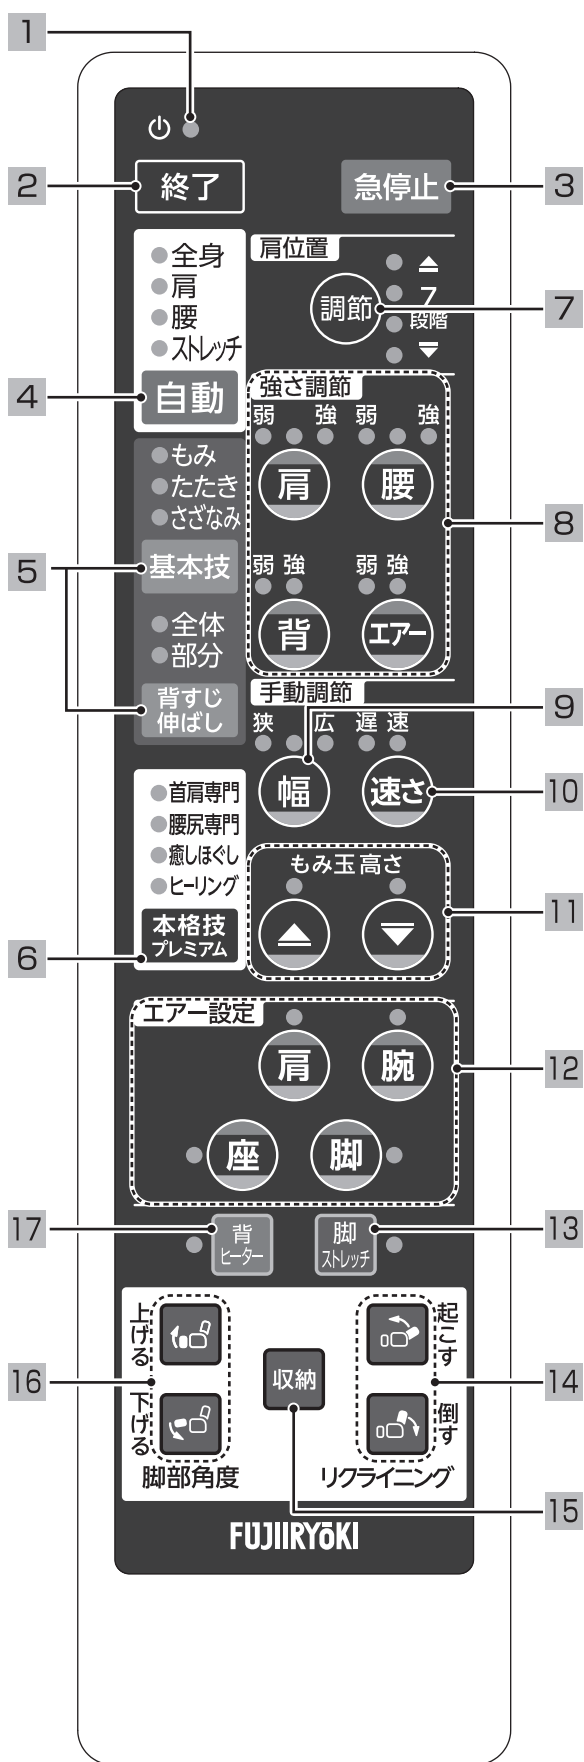 1
2
終了
急停止
3
全身
肩
腰
ストレッチ
4
自動
肩位置
調節
7
段階
7
強さ調節
弱 強
肩
弱 強
腰
弱 強
背
弱 強
エアー
8
もみ
たたき
さざなみ
5
基本技
全体
部分
背すじ
伸ばし
手動調節
狭 広
幅
9
遅 速
速さ
10
首肩専門
腰尻専門
癒しほぐし
ヒーリング
6
本格技
プレミアム
もみ玉高さ
11
エアー設定
肩
腕
座
脚
12
17
背
ヒーター
脚
ストレッチ
13
上げる
下げる
16
脚部角度
収納
15
起こす
倒す
14
リクライニング
FUJIIRYōKI